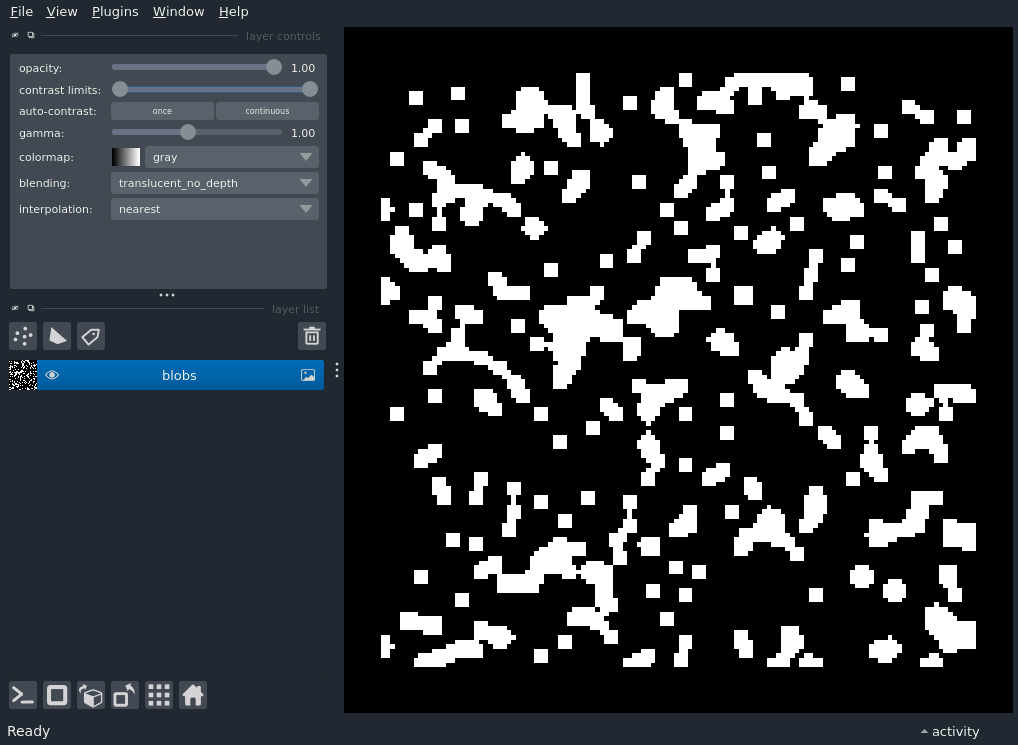 File View Plugins Window Help
layer controls
opacity: 1.00
contrast limits:
auto-contrast: once continuous
gamma: 1.00
colormap: gray
blending: translucent_no_depth
interpolation: nearest
layer list
blobs
Ready activity